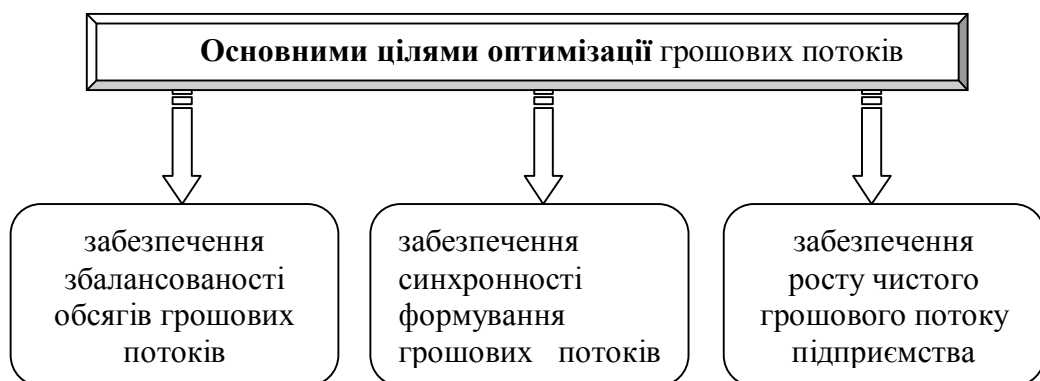 Основними цілями оптимізації грошових потоків
забезпечення
збалансованості
обсягів грошових
потоків
забезпечення
синхронності
формування
грошових потоків
забезпечення
росту чистого
грошового потоку
підприємства